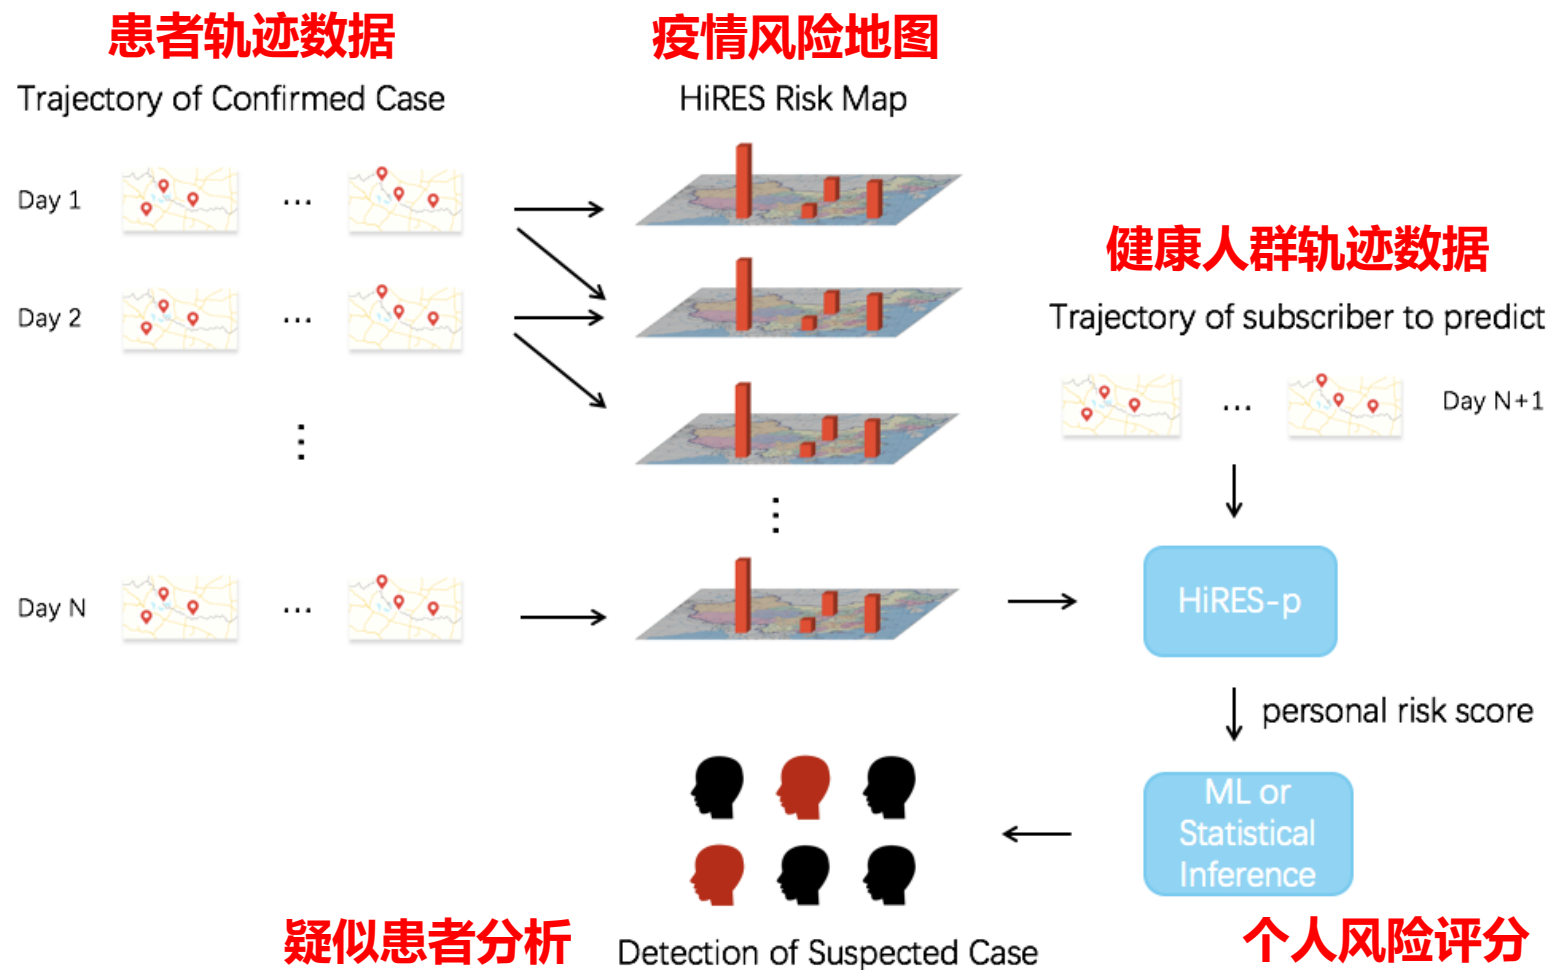 患者轨迹数据
疫情风险地图
Trajectory of Confirmed Case
HiRES Risk Map
Day 1
...
Day 2
...
健康人群轨迹数据
Trajectory of subscriber to predict
...
Day N+1
Day N
...
HiRES-p
personal risk score
ML or
Statistical
Inference
疑似患者分析
Detection of Suspected Case
个人风险评分